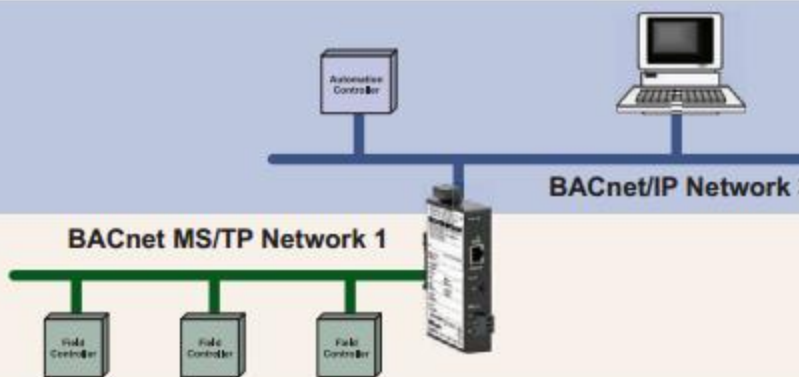 Automation
Controller
BACnet/IP Network
BACnet MS/TP Network 1
Field
Controller
Field
Controller
Field
Controller